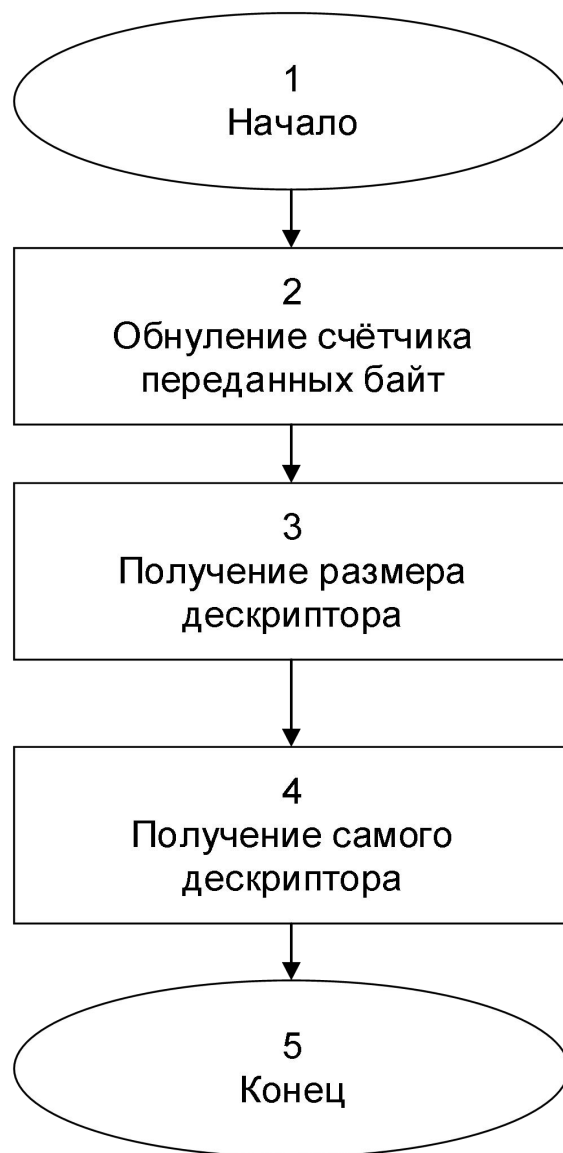 1
Начало
2
Обнуление счётчика
переданных байт
3
Получение размера
дескриптора
4
Получение самого
дескриптора
5
Конец